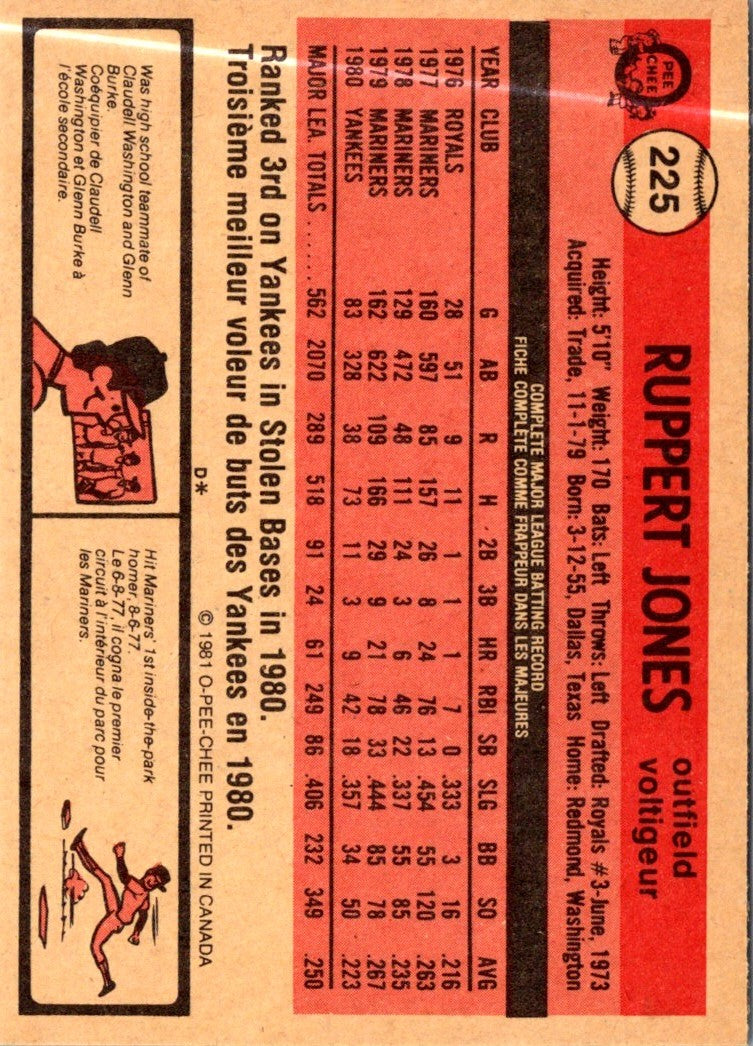 O
PEE
CHEE
225
RUPPERT JONES
outfield
voltigeur
Height: 5'10" Weight: 170 Bats: Left Throws: Left Drafted: Royals #3-June, 1973
Acquired: Trade, 11-1-79 Born: 3-12-55, Dallas, Texas Home: Redmond, Washington
COMPLETE MAJOR LEAGUE BATTING RECORD
FICHE COMPLÈTE COMME FRAPPEUR DANS LES MAJEURES
YEAR CLUB G AB R H 2B 3B HR RBI SB SLG BB SO AVG
1976 ROYALS 28 51 9 11 1 1 1 7 0 .333 3 16 .216
1977 MARINERS 160 597 85 157 26 8 24 76 13 .454 55 120 .263
1978 MARINERS 129 472 48 111 24 3 6 46 22 .337 55 85 .235
1979 MARINERS 162 622 109 166 29 9 21 78 33 .444 85 78 .267
1980 YANKEES 83 328 38 73 11 3 9 42 18 .357 34 50 .223
MAJOR LEA. TOTALS...... 562 2070 289 518 91 24 61 249 86 .406 232 349 .250
Ranked 3rd on Yankees in Stolen Bases in 1980.
Troisième meilleur voleur de buts des Yankees en 1980.
D* © 1981 O-PEE-CHEE PRINTED IN CANADA
Was high school teammate of
Claudell Washington and Glenn
Burke.
Coéquipier de Claudell
Washington et Glenn Burke à
l'école secondaire.
Hit Mariners' 1st inside-the-park
homer, 8-6-77.
Le 6-8-77, il cogna le premier
circuit à l'intérieur du parc pour
les Mariners.